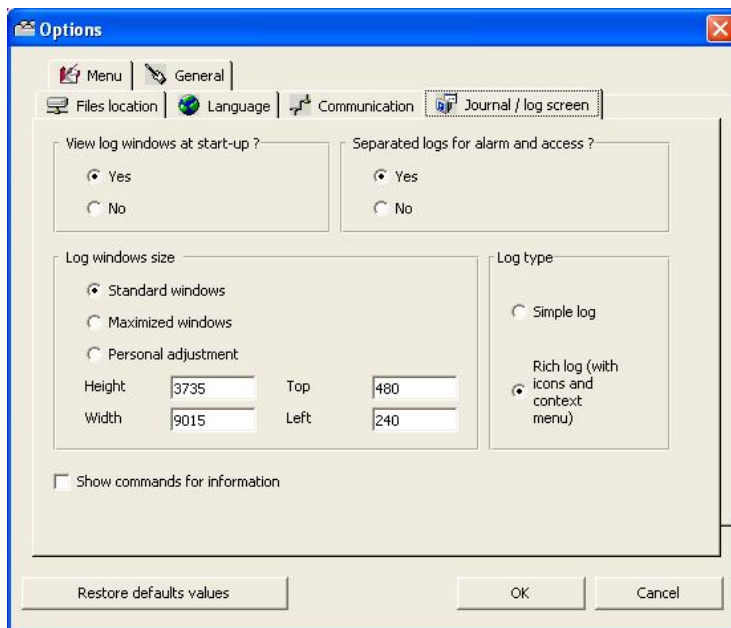 Options
Menu
General
Files location
Language
Communication
Journal / log screen
View log windows at start-up ?
Yes
No
Separated logs for alarm and access ?
Yes
No
Log windows size
Standard windows
Maximized windows
Personal adjustment
Height 3735 Top 480
Width 9015 Left 240
Log type
Simple log
Rich log (with
icons and
context
menu)
Show commands for information
Restore defaults values
OK
Cancel